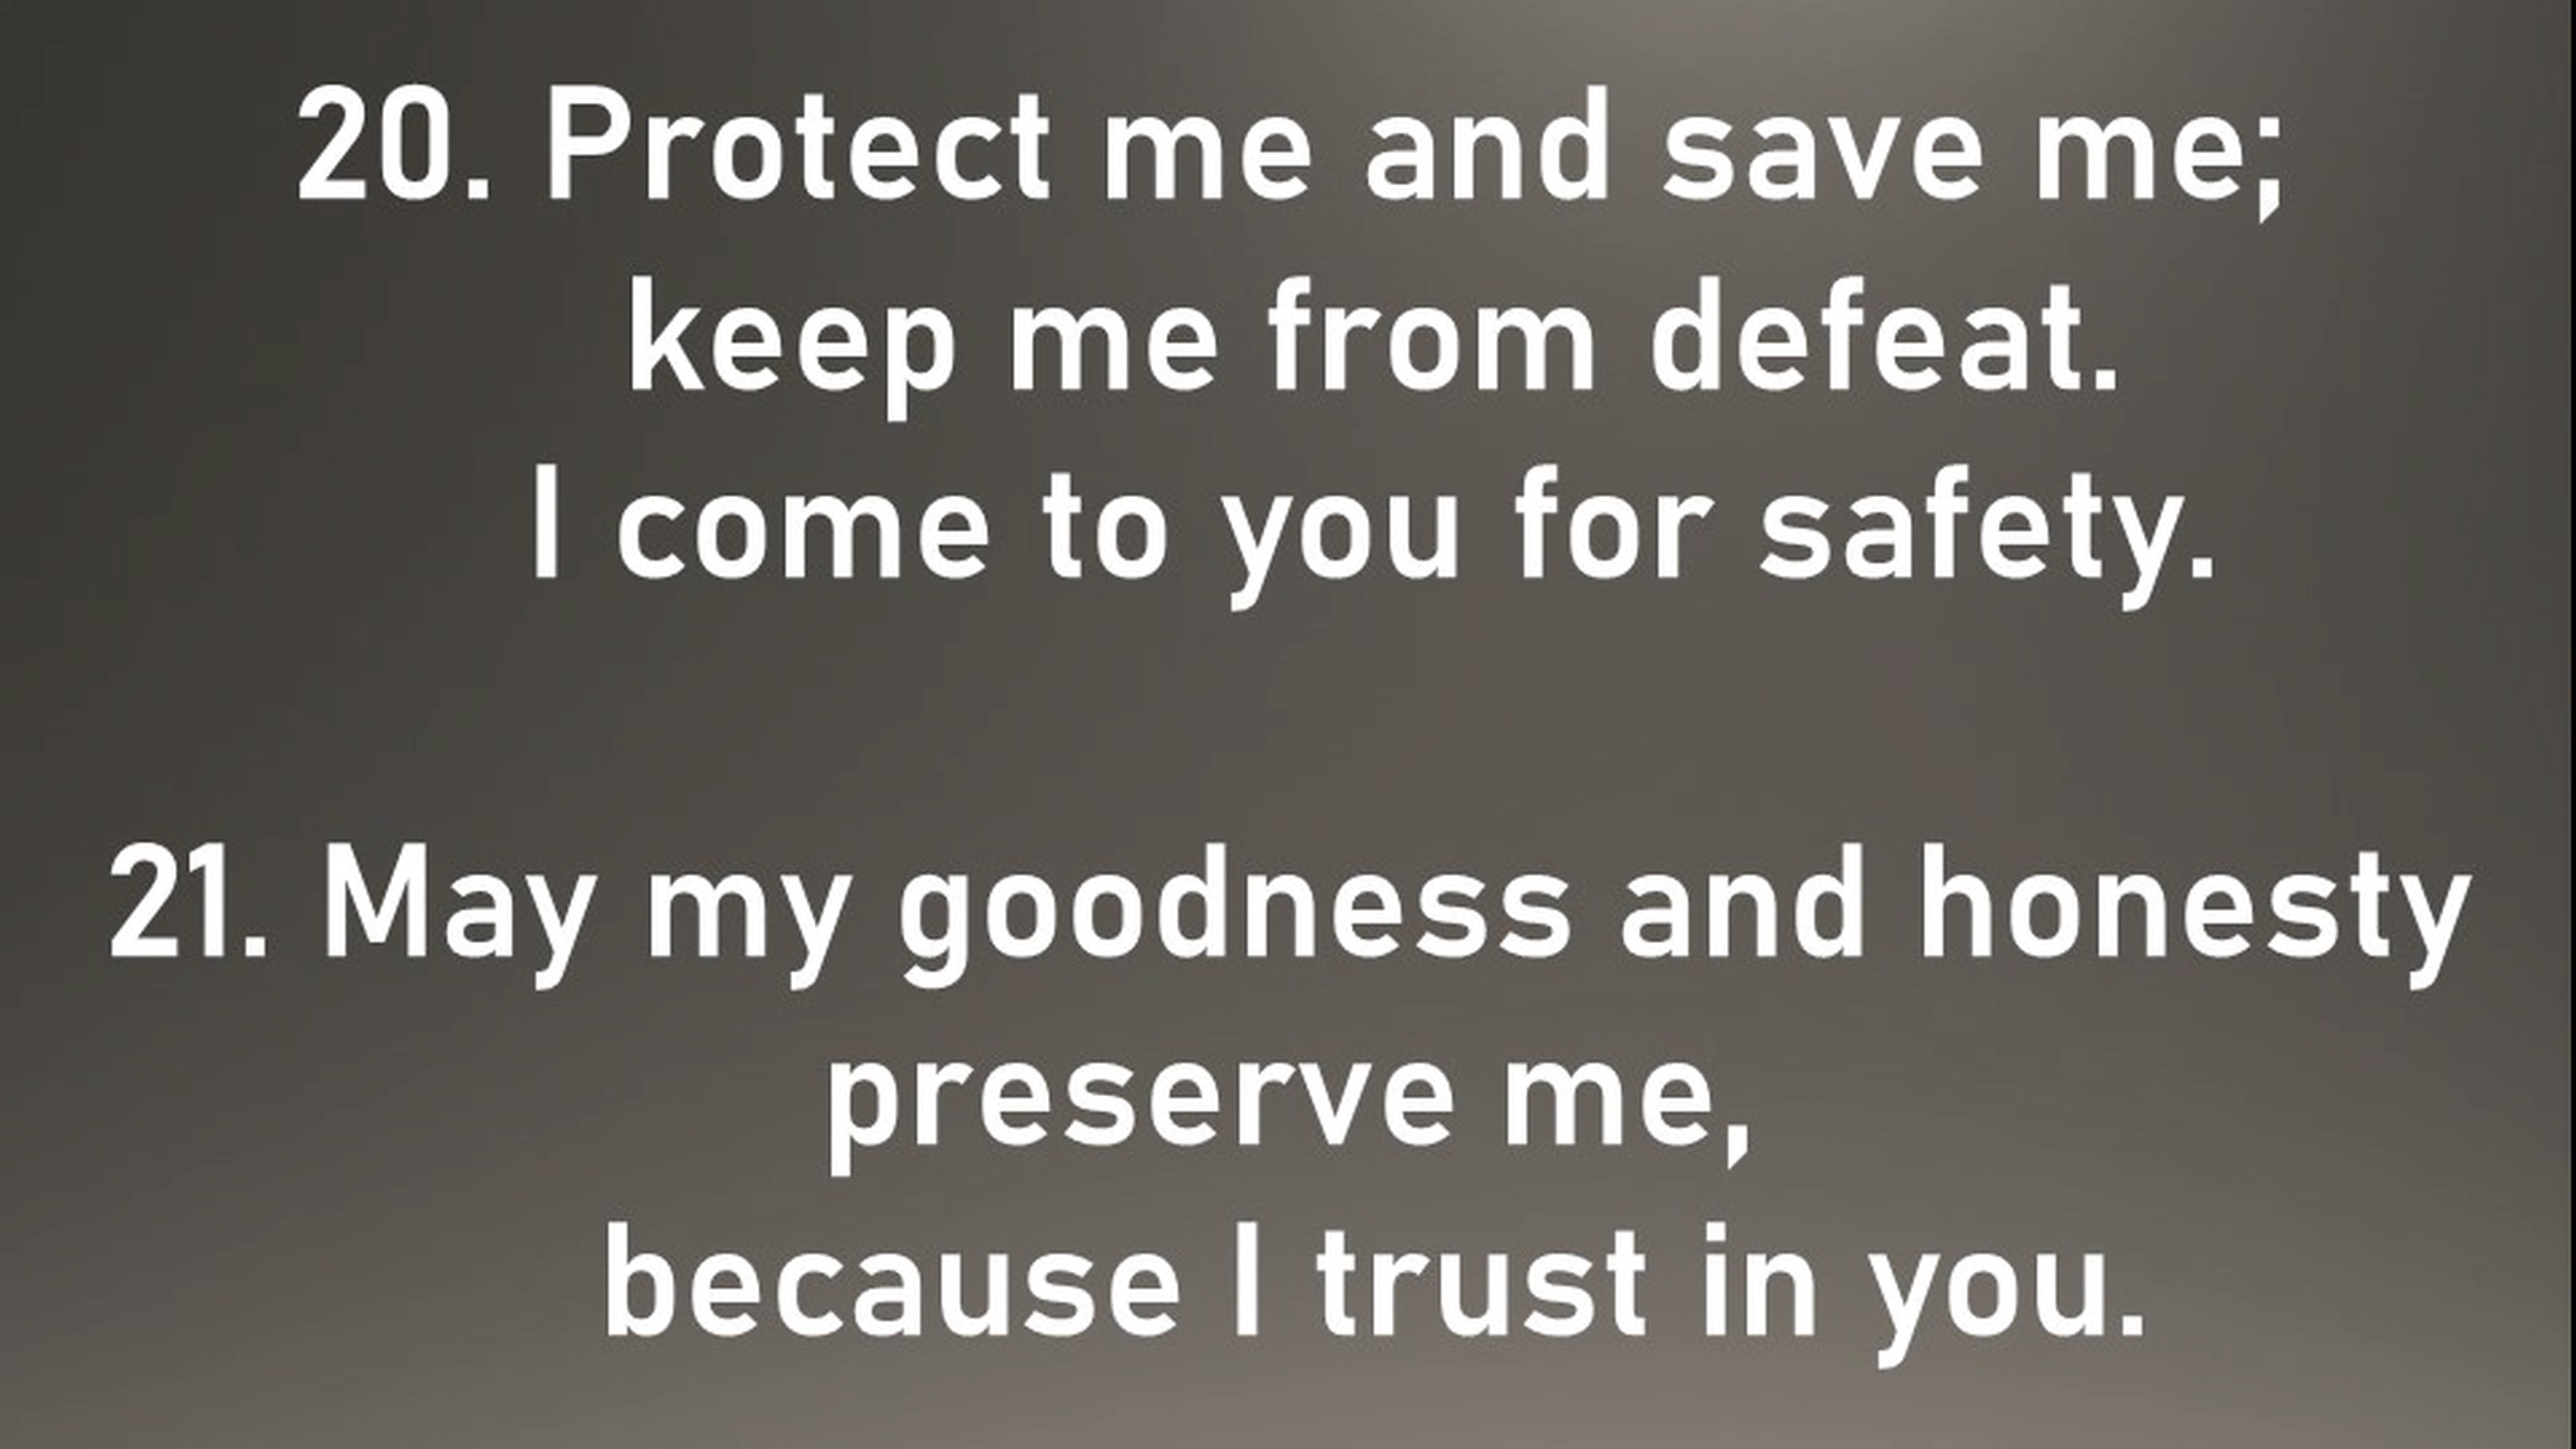 20. Protect me and save me;
keep me from defeat.
I come to you for safety.
21. May my goodness and honesty
preserve me,
because I trust in you.